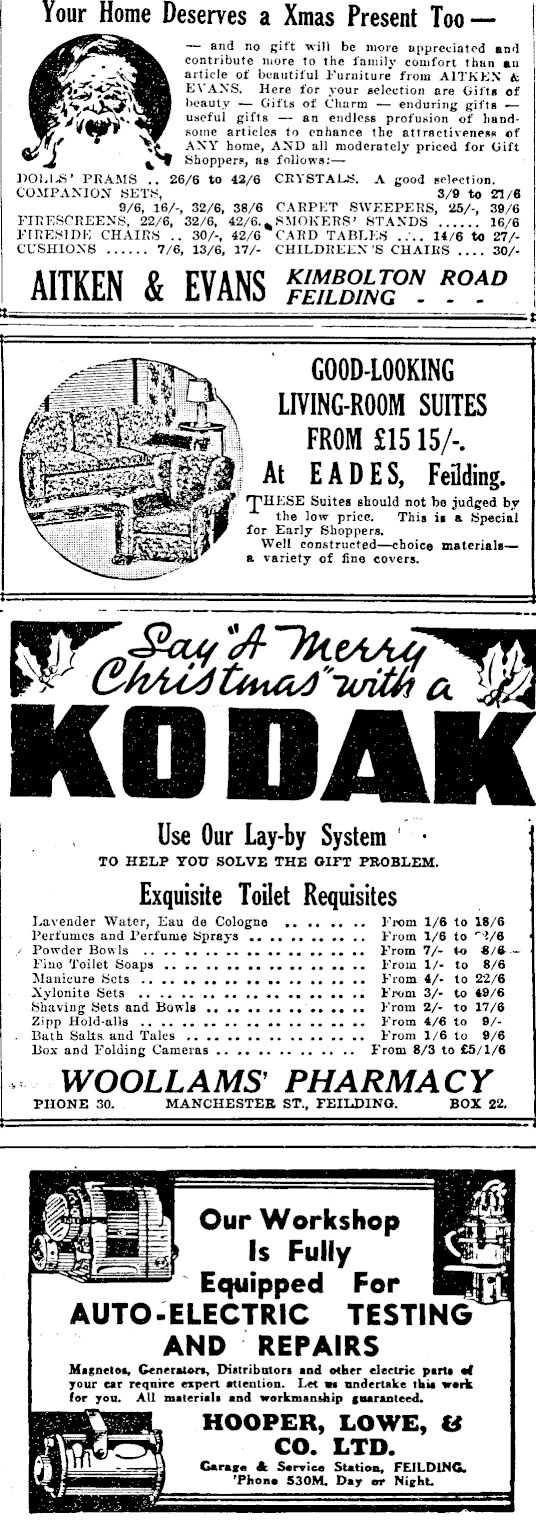 Your Home Deserves a Xmas Present Too —
— and no gift will be more appreciated and
contribute more to the family comfort than an
article of beautiful Furniture from AITKEN &
EVANS. Here for your selection are Gifts of
beauty — Gifts of Charm — enduring gifts —
useful gifts — an endless profusion of hand-
some articles to enhance the attractiveness of
ANY home, AND all moderately priced for Gift
Shoppers, as follows:—
DOLLS' PRAMS .. 26/6 to 42/6
COMPANION SETS,
9/6, 16/-, 32/6, 38/6
FIRESCREENS, 22/6, 32/6, 42/6.
FIRESIDE CHAIRS .. 30/-, 42/6
CUSHIONS ...... 7/6, 13/6, 17/-
CRYSTALS. A good selection.
3/9 to 21/6
CARPET SWEEPERS, 25/-, 39/6
SMOKERS' STANDS ...... 16/6
CARD TABLES .... 14/6 to 27/-
CHILDREEN'S CHAIRS .... 30/-
AITKEN & EVANS
KIMBOLTON ROAD
FEILDING - - -
GOOD-LOOKING
LIVING-ROOM SUITES
FROM £15 15/-.
At EADES, Feilding.
THESE Suites should not be judged by
the low price. This is a Special
for Early Shoppers.
Well constructed—choice materials—
a variety of fine covers.
Say "A Merry
Christmas" with a
KODAK
Use Our Lay-by System
TO HELP YOU SOLVE THE GIFT PROBLEM.
Exquisite Toilet Requisites
Lavender Water, Eau de Cologne .. .. .. .. From 1/6 to 18/6
Perfumes and Perfume Sprays .. .. .. .. .. .. From 1/6 to
Powder Bowls .. .. .. .. .. .. .. .. .. .. .. From 7/- to 8/6
Fine Toilet Soaps .. .. .. .. .. .. .. .. .. .. From 1/- to 8/6
Manicure Sets .. .. .. .. .. .. .. .. .. .. .. From 4/- to 22/6
Xylonite Sets .. .. .. .. .. .. .. .. .. .. .. From 3/- to 49/6
Shaving Sets and Bowls .. .. .. .. .. .. .. .. From 2/- to 17/6
Zipp Hold-alls .. .. .. .. .. .. .. .. .. .. .. From 4/6 to 9/-
Bath Salts and Talcs .. .. .. .. .. .. .. .. .. From 1/6 to 9/6
Box and Folding Cameras .. .. .. .. .. .. .. From 8/3 to £5/1/6
WOOLLAMS' PHARMACY
PHONE 30. MANCHESTER ST., FEILDING. BOX 22.
Our Workshop
Is Fully
Equipped For
AUTO-ELECTRIC TESTING
AND REPAIRS
Magnetos, Generators, Distributors and other electric parts of
your car require expert attention. Let us undertake this work
for you. All materials and workmanship guaranteed.
HOOPER, LOWE, &
CO. LTD.
Garage & Service Station, FEILDING.
'Phone 530M. Day or Night.